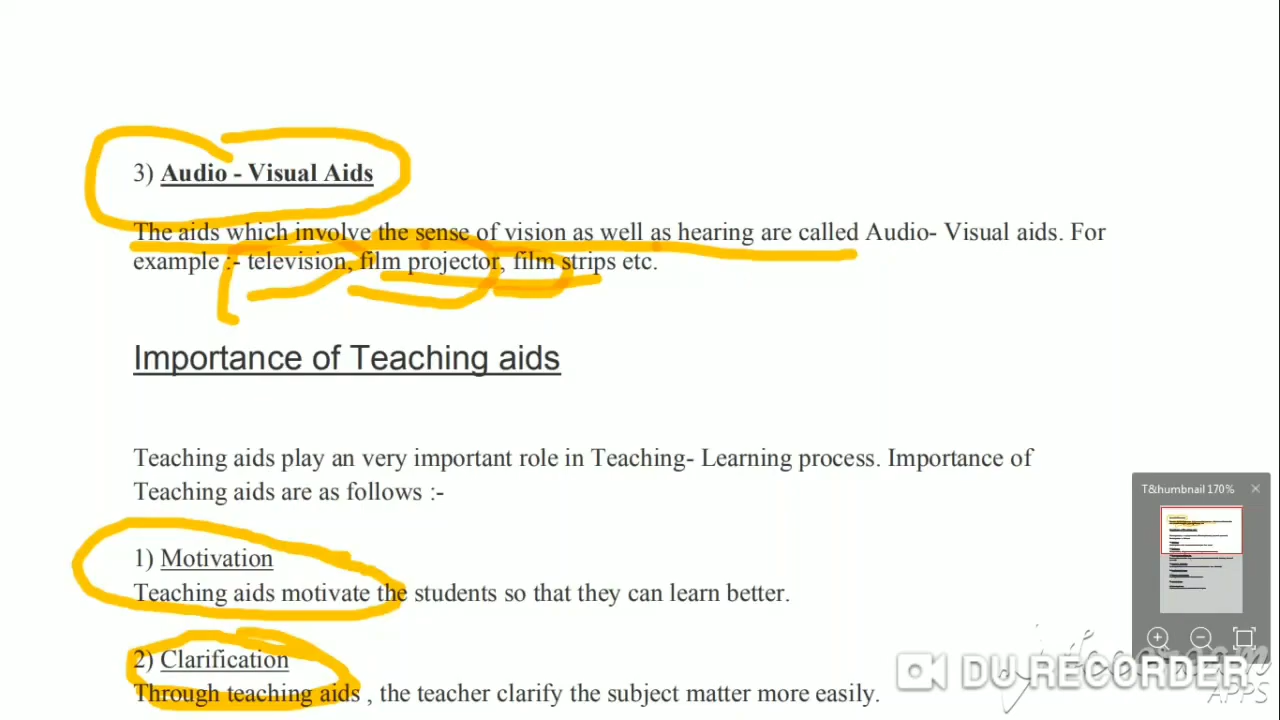 3) Audio - Visual Aids
The aids which involve the sense of vision as well as hearing are called Audio- Visual aids. For
example :- television, film projector, film strips etc.
Importance of Teaching aids
Teaching aids play an very important role in Teaching- Learning process. Importance of
Teaching aids are as follows :-
1) Motivation
Teaching aids motivate the students so that they can learn better.
2) Clarification
Through teaching aids , the teacher clarify the subject matter more easily.
T&humbnail 170%
DU RECORDER
APPS